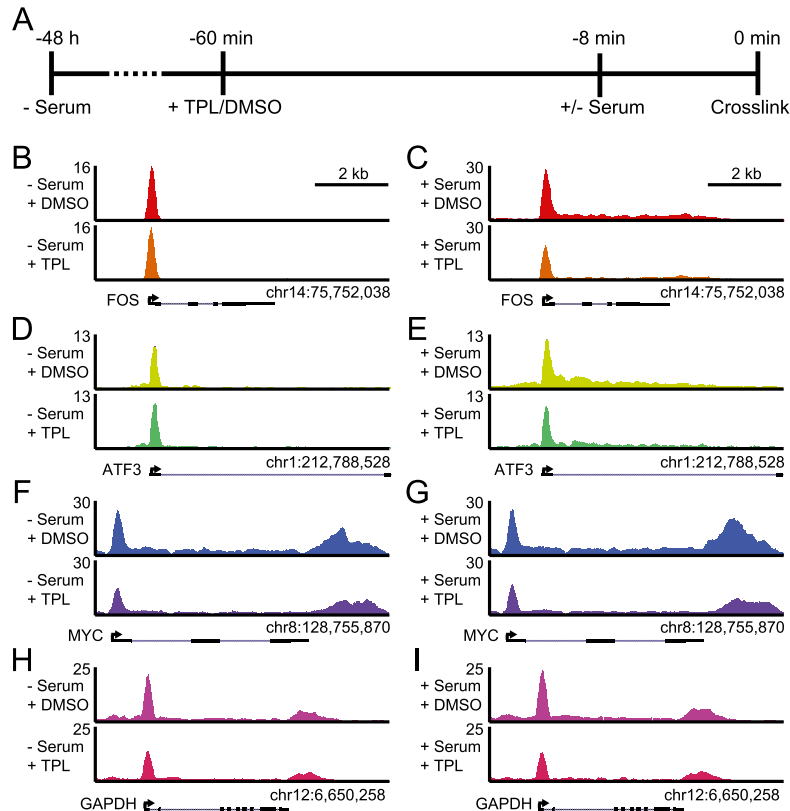 A
-48 h -60 min -8 min 0 min
- Serum + TPL/DMSO +/- Serum Crosslink
B
16
- Serum
+ DMSO
2 kb
16
- Serum
+ TPL
chr14:75,752,038
FOS
C
30
+ Serum
+ DMSO
2 kb
30
+ Serum
+ TPL
chr14:75,752,038
FOS
D
13
- Serum
+ DMSO
13
- Serum
+ TPL
chr1:212,788,528
ATF3
E
13
+ Serum
+ DMSO
13
+ Serum
+ TPL
chr1:212,788,528
ATF3
F
30
- Serum
+ DMSO
30
- Serum
+ TPL
chr8:128,755,870
MYC
G
30
+ Serum
+ DMSO
30
+ Serum
+ TPL
chr8:128,755,870
MYC
H
25
- Serum
+ DMSO
25
- Serum
+ TPL
chr12:6,650,258
GAPDH
I
25
+ Serum
+ DMSO
25
+ Serum
+ TPL
chr12:6,650,258
GAPDH